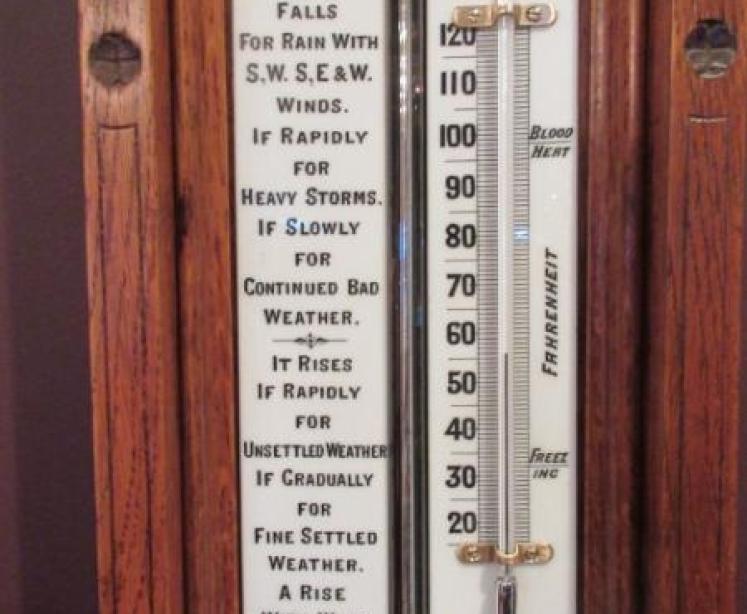 FALLS
FOR RAIN WITH
S,W. S,E & W.
WINDS.
IF RAPIDLY
FOR
HEAVY STORMS.
IF SLOWLY
FOR
CONTINUED BAD
WEATHER.
IT RISES
IF RAPIDLY
FOR
UNSETTLED WEATHER
IF GRADUALLY
FOR
FINE SETTLED
WEATHER.
A RISE
120
110
100
90
80
70
60
50
40
30
20
BLOOD
HEAT
FAHRENHEIT
FREEZ
ING